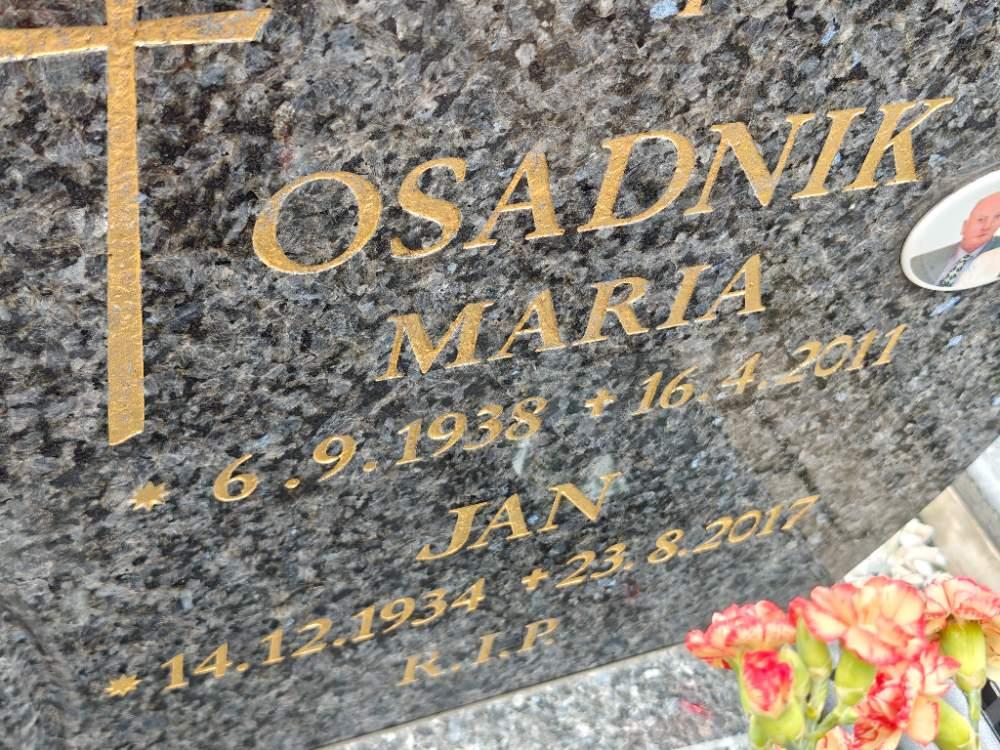 OSADNIK
MARIA
* 6.9.1938 + 16.4.2011
JAN
* 14.12.1934 + 23.8.2017
R.I.P.